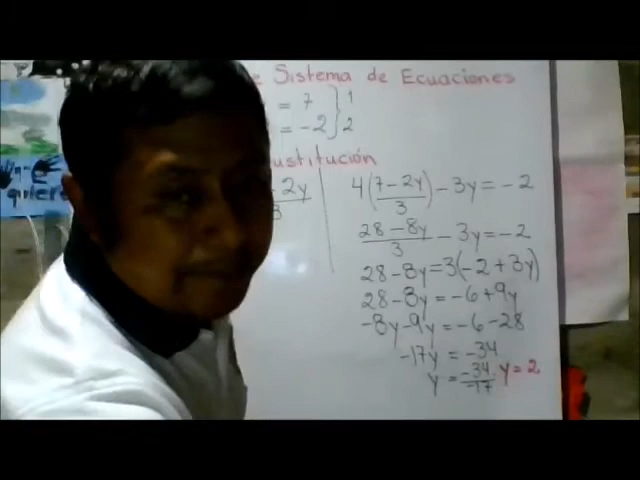 e Sistema de Ecuaciones
= 7 } 1
= -2 } 2
ustitución
-2y
3
4(7-2y/3) - 3y = -2
28-8y/3 - 3y = -2
28-8y = 3(-2+3y)
28-8y = -6+9y
-8y-9y = -6-28
-17y = -34
y = -34/-17 y = 2
quiere